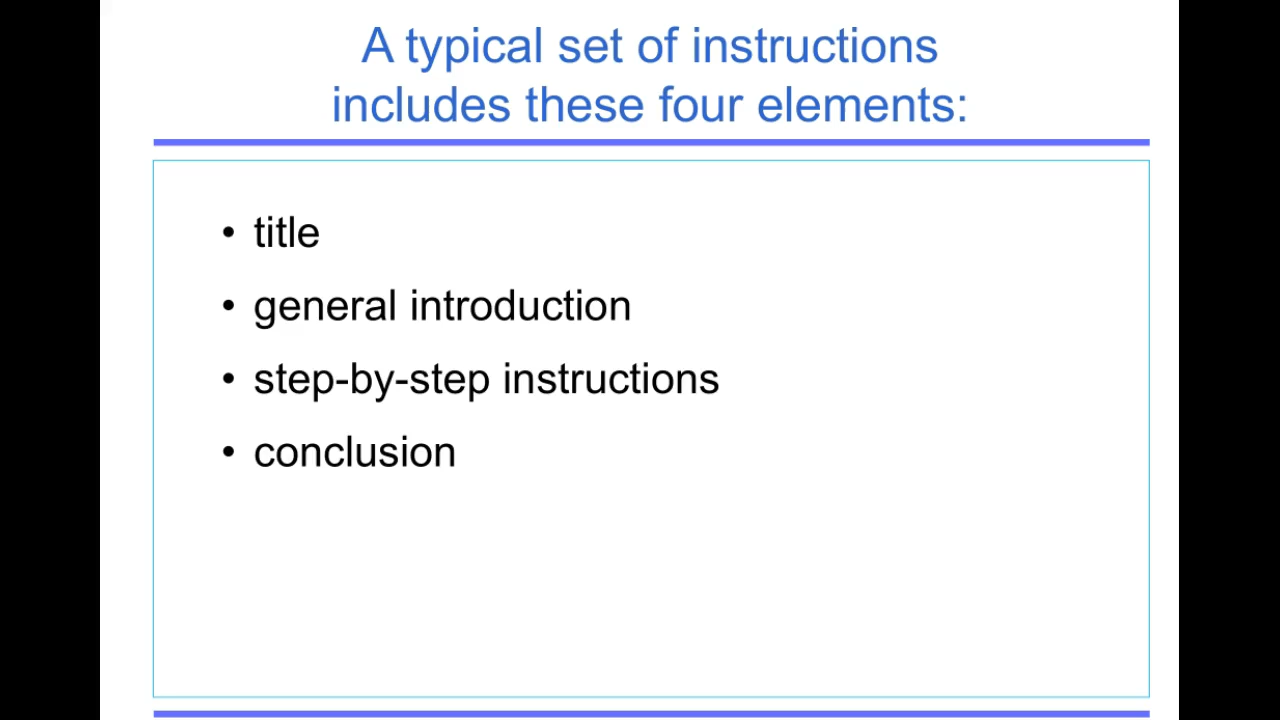 A typical set of instructions
includes these four elements:
• title
• general introduction
• step-by-step instructions
• conclusion